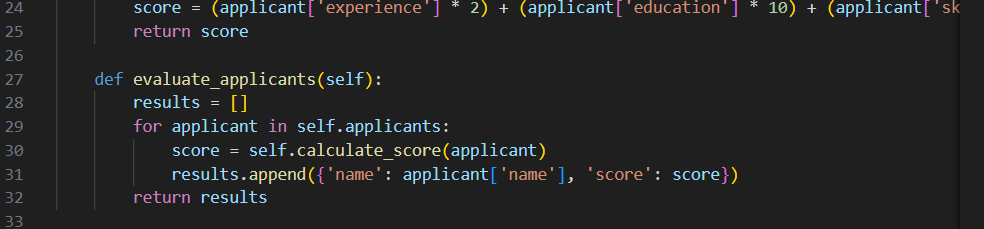 24 score = (applicant['experience'] * 2) + (applicant['education'] * 10) + (applicant['sk
25 return score
26
27 def evaluate_applicants(self):
28 results = []
29 for applicant in self.applicants:
30 score = self.calculate_score(applicant)
31 results.append({'name': applicant['name'], 'score': score})
32 return results
33